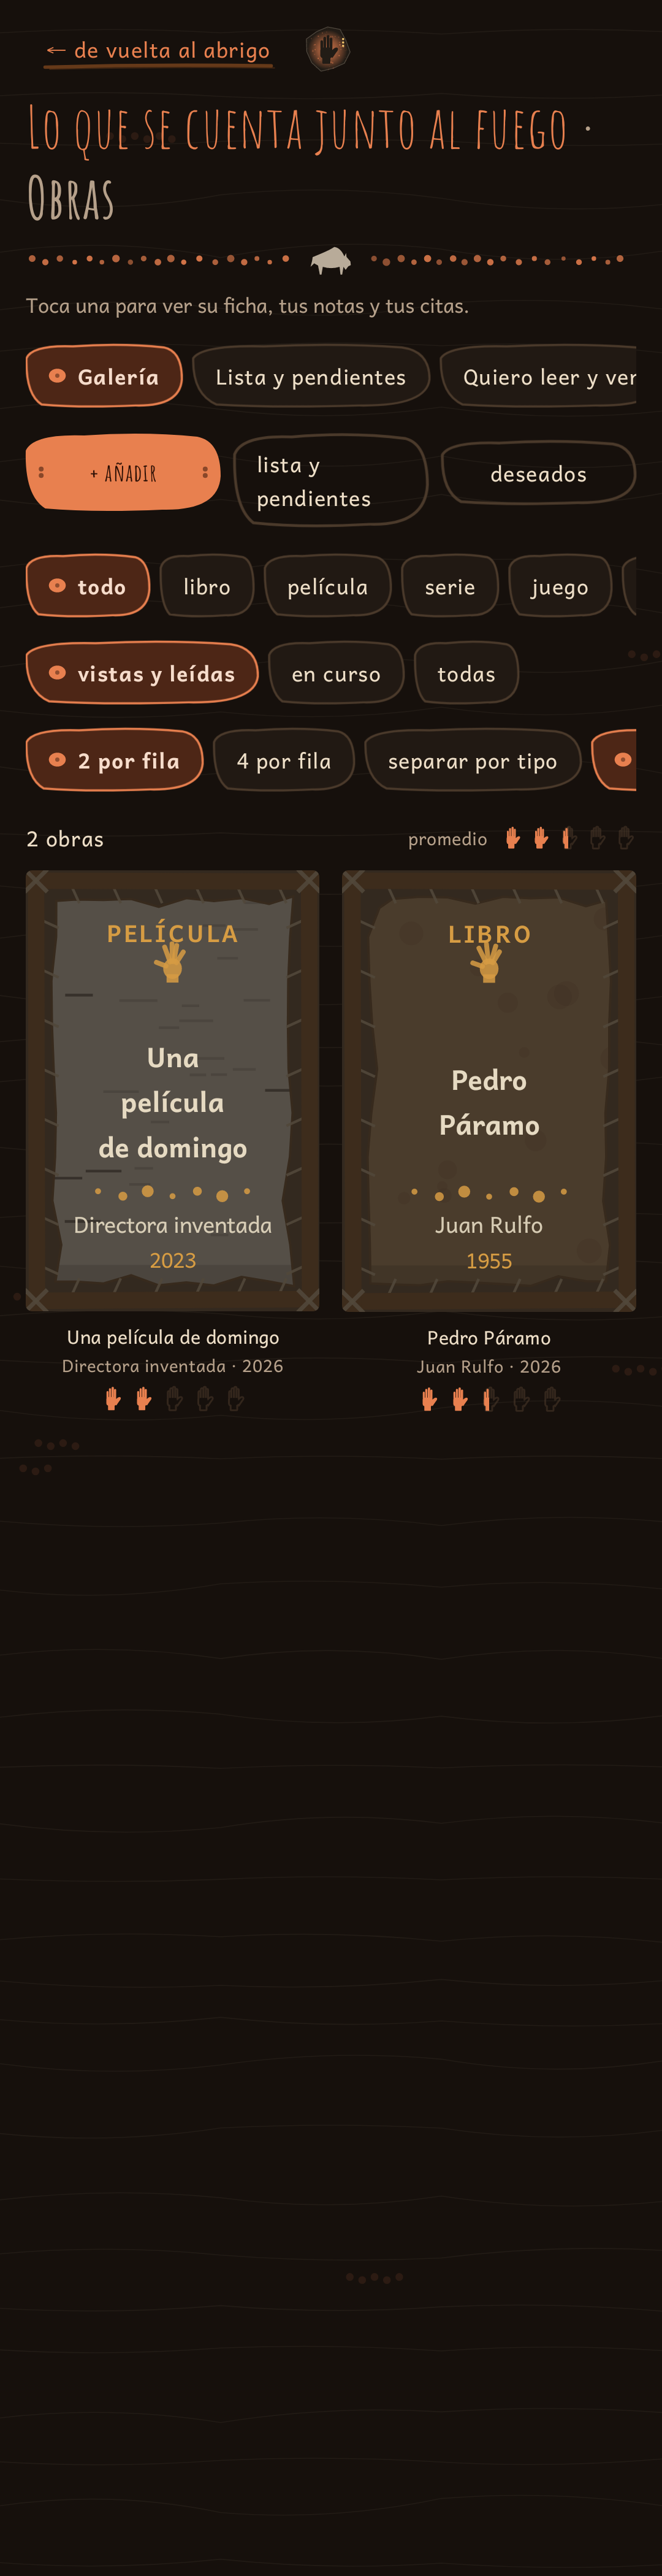 ← de vuelta al abrigo
Lo que se cuenta junto al fuego ·
Obras
Toca una para ver su ficha, tus notas y tus citas.
Galería
Lista y pendientes
Quiero leer y ver
+ AÑADIR
lista y
pendientes
deseados
todo
libro
película
serie
juego
vistas y leídas
en curso
todas
2 por fila
4 por fila
separar por tipo
2 obras
promedio
PELÍCULA
Una
película
de domingo
Directora inventada
2023
LIBRO
Pedro
Páramo
Juan Rulfo
1955
Una película de domingo
Directora inventada · 2026
Pedro Páramo
Juan Rulfo · 2026